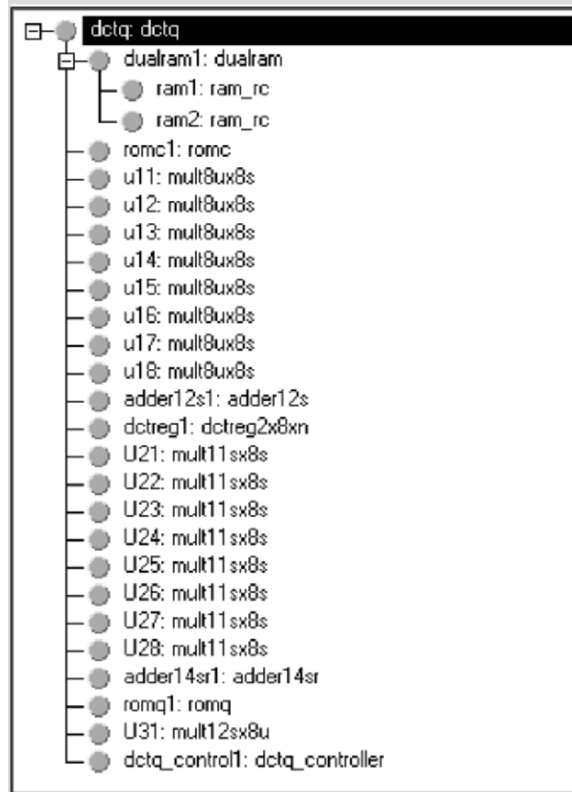 dctq: dctq
dualram1: dualram
ram1: ram_rc
ram2: ram_rc
romc1: romc
u11: mult8ux8s
u12: mult8ux8s
u13: mult8ux8s
u14: mult8ux8s
u15: mult8ux8s
u16: mult8ux8s
u17: mult8ux8s
u18: mult8ux8s
adder12s1: adder12s
dctreg1: dctreg2x8xn
U21: mult11sx8s
U22: mult11sx8s
U23: mult11sx8s
U24: mult11sx8s
U25: mult11sx8s
U26: mult11sx8s
U27: mult11sx8s
U28: mult11sx8s
adder14sr1: adder14sr
romq1: romq
U31: mult12sx8u
dctq_control1: dctq_controller